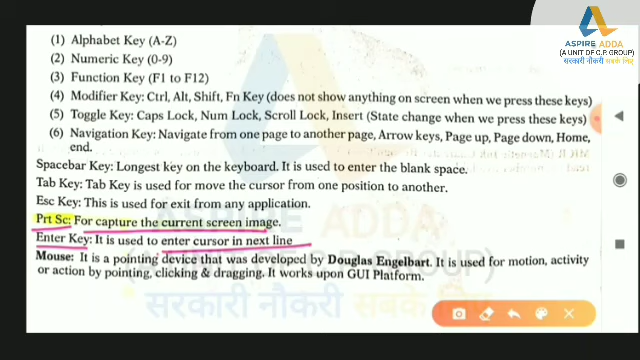 ASPIRE ADDA
(A UNIT OF C.P. GROUP)
सरकारी नौकरी सबके लिए
(1) Alphabet Key (A-Z)
(2) Numeric Key (0-9)
(3) Function Key (F1 to F12)
(4) Modifier Key: Ctrl, Alt, Shift, Fn Key (does not show anything on screen when we press these keys)
(5) Toggle Key: Caps Lock, Num Lock, Scroll Lock, Insert (State change when we press these keys)
(6) Navigation Key: Navigate from one page to another page, Arrow keys, Page up, Page down, Home,
end.
Spacebar Key: Longest key on the keyboard. It is used to enter the blank space.
Tab Key: Tab Key is used for move the cursor from one position to another.
Esc Key: This is used for exit from any application.
Prt Sc: For capture the current screen image.
Enter Key: It is used to enter cursor in next line
Mouse: It is a pointing device that was developed by Douglas Engelbart. It is used for motion, activity
or action by pointing, clicking & dragging. It works upon GUI Platform.
सरकारी नौकरी सबके लिए